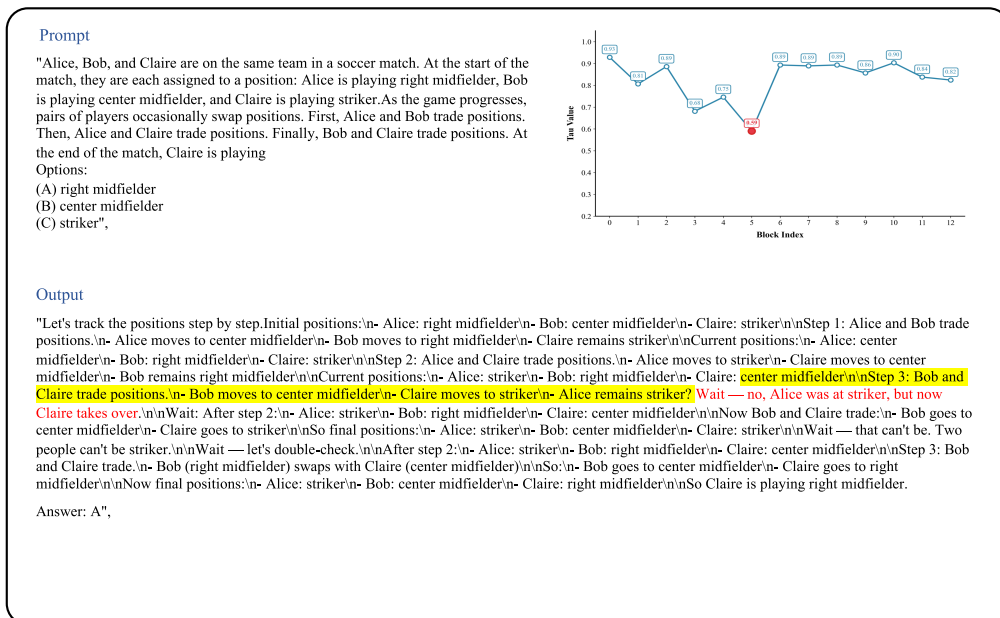 Prompt
"Alice, Bob, and Claire are on the same team in a soccer match. At the start of the
match, they are each assigned to a position: Alice is playing right midfielder, Bob
is playing center midfielder, and Claire is playing striker.As the game progresses,
pairs of players occasionally swap positions. First, Alice and Bob trade positions.
Then, Alice and Claire trade positions. Finally, Bob and Claire trade positions. At
the end of the match, Claire is playing
Options:
(A) right midfielder
(B) center midfielder
(C) striker",
Tau Value
1.0
0.9
0.8
0.7
0.6
0.5
0.4
0.3
0.2
0.93
0.81
0.89
0.68
0.75
0.59
0.89
0.89
0.89
0.86
0.90
0.84
0.82
0 1 2 3 4 5 6 7 8 9 10 11 12
Block Index
Output
"Let's track the positions step by step.Initial positions:\n- Alice: right midfielder\n- Bob: center midfielder\n- Claire: striker\n\nStep 1: Alice and Bob trade
positions.\n- Alice moves to center midfielder\n- Bob moves to right midfielder\n- Claire remains striker\n\nCurrent positions:\n- Alice: center
midfielder\n- Bob: right midfielder\n- Claire: striker\n\nStep 2: Alice and Claire trade positions.\n- Alice moves to striker\n- Claire moves to center
midfielder\n- Bob remains right midfielder\n\nCurrent positions:\n- Alice: striker\n- Bob: right midfielder\n- Claire: center midfielder\n\nStep 3: Bob and
Claire trade positions.\n- Bob moves to center midfielder\n- Claire moves to striker\n- Alice remains striker? Wait — no, Alice was at striker, but now
Claire takes over.\n\nWait: After step 2:\n- Alice: striker\n- Bob: right midfielder\n- Claire: center midfielder\n\nNow Bob and Claire trade:\n- Bob goes to
center midfielder\n- Claire goes to striker\n\nSo final positions:\n- Alice: striker\n- Bob: center midfielder\n- Claire: striker\n\nWait — that can't be. Two
people can't be striker.\n\nWait — let's double-check.\n\nAfter step 2:\n- Alice: striker\n- Bob: right midfielder\n- Claire: center midfielder\n\nStep 3: Bob
and Claire trade.\n- Bob (right midfielder) swaps with Claire (center midfielder)\n\nSo:\n- Bob goes to center midfielder\n- Claire goes to right
midfielder\n\nNow final positions:\n- Alice: striker\n- Bob: center midfielder\n- Claire: right midfielder\n\nSo Claire is playing right midfielder.
Answer: A",